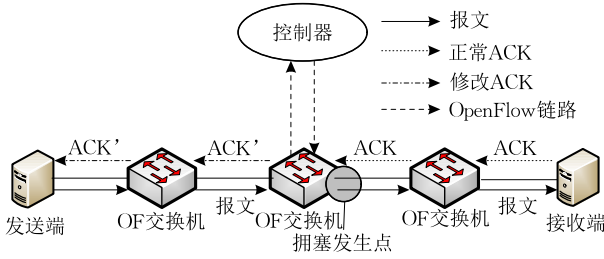 控制器
报文
正常ACK
修改ACK
OpenFlow链路
ACK’ ACK’ ACK ACK
发送端 OF交换机 报文 OF交换机 OF交换机 报文 接收端
拥塞发生点